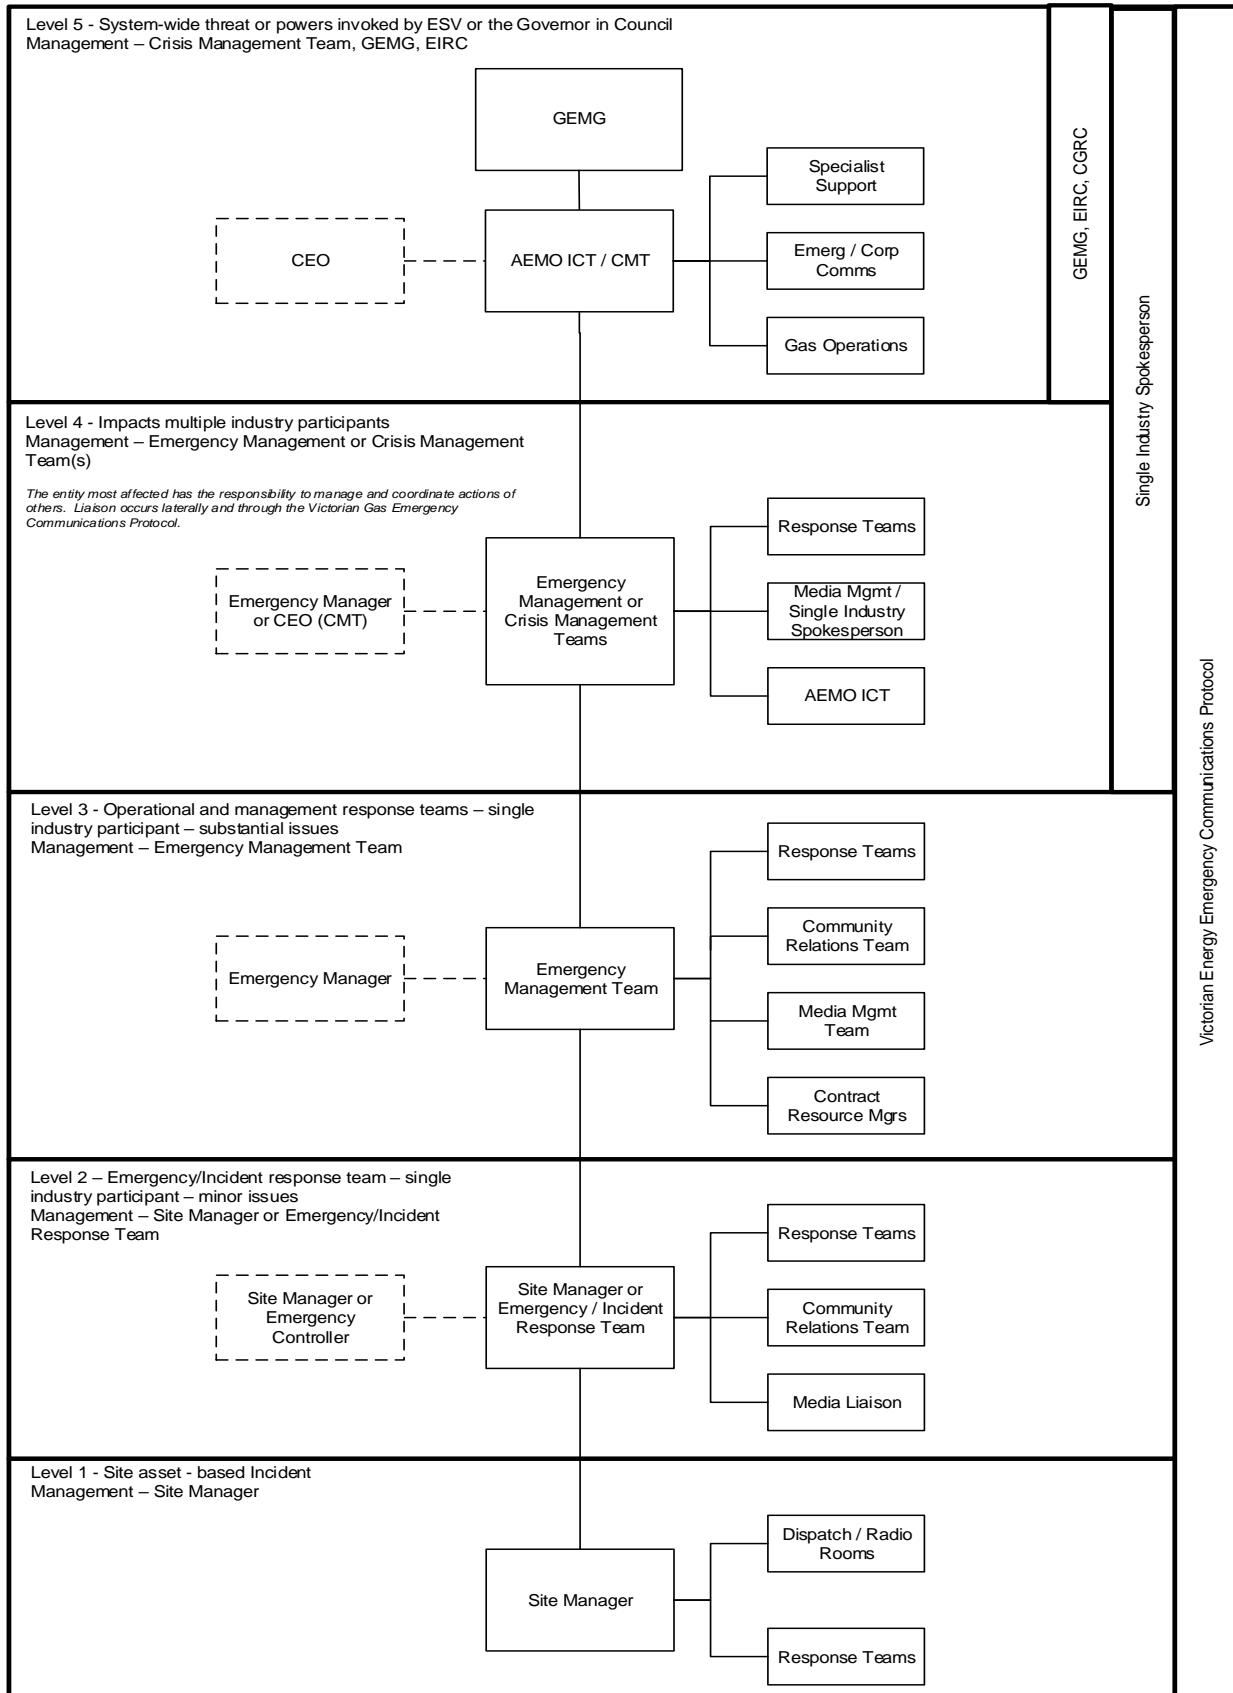 Level 5 - System-wide threat or powers invoked by ESV or the Governor in Council
Management – Crisis Management Team, GEMG, EIRC
GEMG
Specialist
Support
CEO
AEMO ICT / CMT
Emerg / Corp
Comms
Gas Operations
GEMG, EIRC, CGRC
Single Industry Spokesperson
Victorian Energy Emergency Communications Protocol
Level 4 - Impacts multiple industry participants
Management – Emergency Management or Crisis Management
Team(s)
The entity most affected has the responsibility to manage and coordinate actions of
others. Liaison occurs laterally and through the Victorian Gas Emergency
Communications Protocol.
Response Teams
Emergency Manager
or CEO (CMT)
Emergency
Management or
Crisis Management
Teams
Media Mgmt /
Single Industry
Spokesperson
AEMO ICT
Level 3 - Operational and management response teams – single
industry participant – substantial issues
Management – Emergency Management Team
Response Teams
Community
Relations Team
Emergency Manager
Emergency
Management Team
Media Mgmt
Team
Contract
Resource Mgrs
Level 2 – Emergency/Incident response team – single
industry participant – minor issues
Management – Site Manager or Emergency/Incident
Response Team
Response Teams
Site Manager or
Emergency
Controller
Site Manager or
Emergency / Incident
Response Team
Community
Relations Team
Media Liaison
Level 1 - Site asset - based Incident
Management – Site Manager
Dispatch / Radio
Rooms
Site Manager
Response Teams